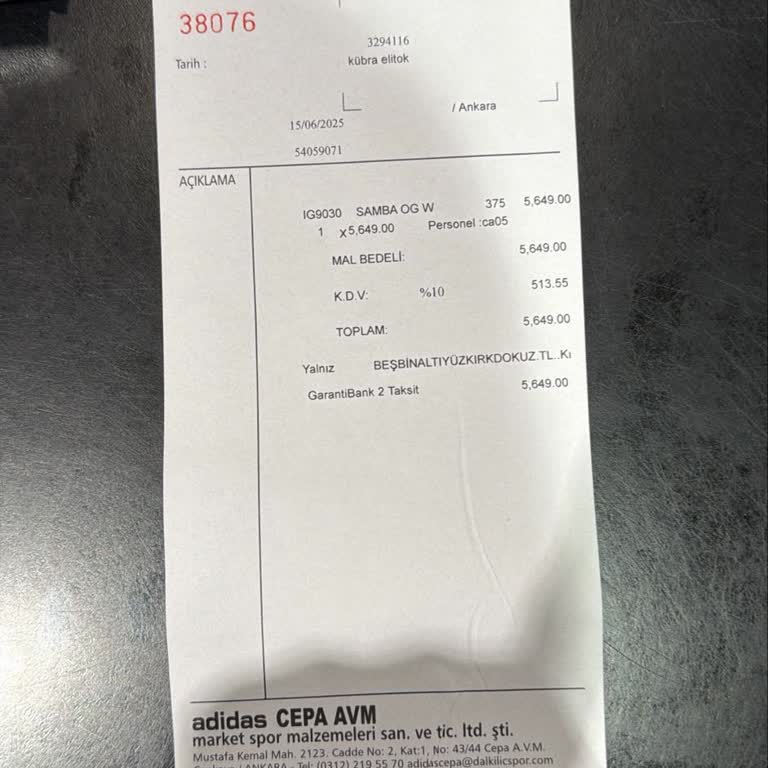 38076
3294116
Tarih :
kübra elitok
/ Ankara
15/06/2025
54059071
AÇIKLAMA
IG9030 SAMBA OG W 375 5,649.00
1 x5,649.00 Personel :ca05
MAL BEDELİ: 5,649.00
K.D.V: %10 513.55
TOPLAM: 5,649.00
Yalnız BEŞBİNALTIYÜZKIRKDOKUZ.TL..Kı
GarantiBank 2 Taksit 5,649.00
adidas CEPA AVM
market spor malzemeleri san. ve tic. ltd. şti.
Mustafa Kemal Mah. 2123. Cadde No: 2, Kat:1, No: 43/44 Cepa A.V.M.
/ ANKARA - Tel: (0312) 219 55 70 adidascepa@dalkilicspor.com